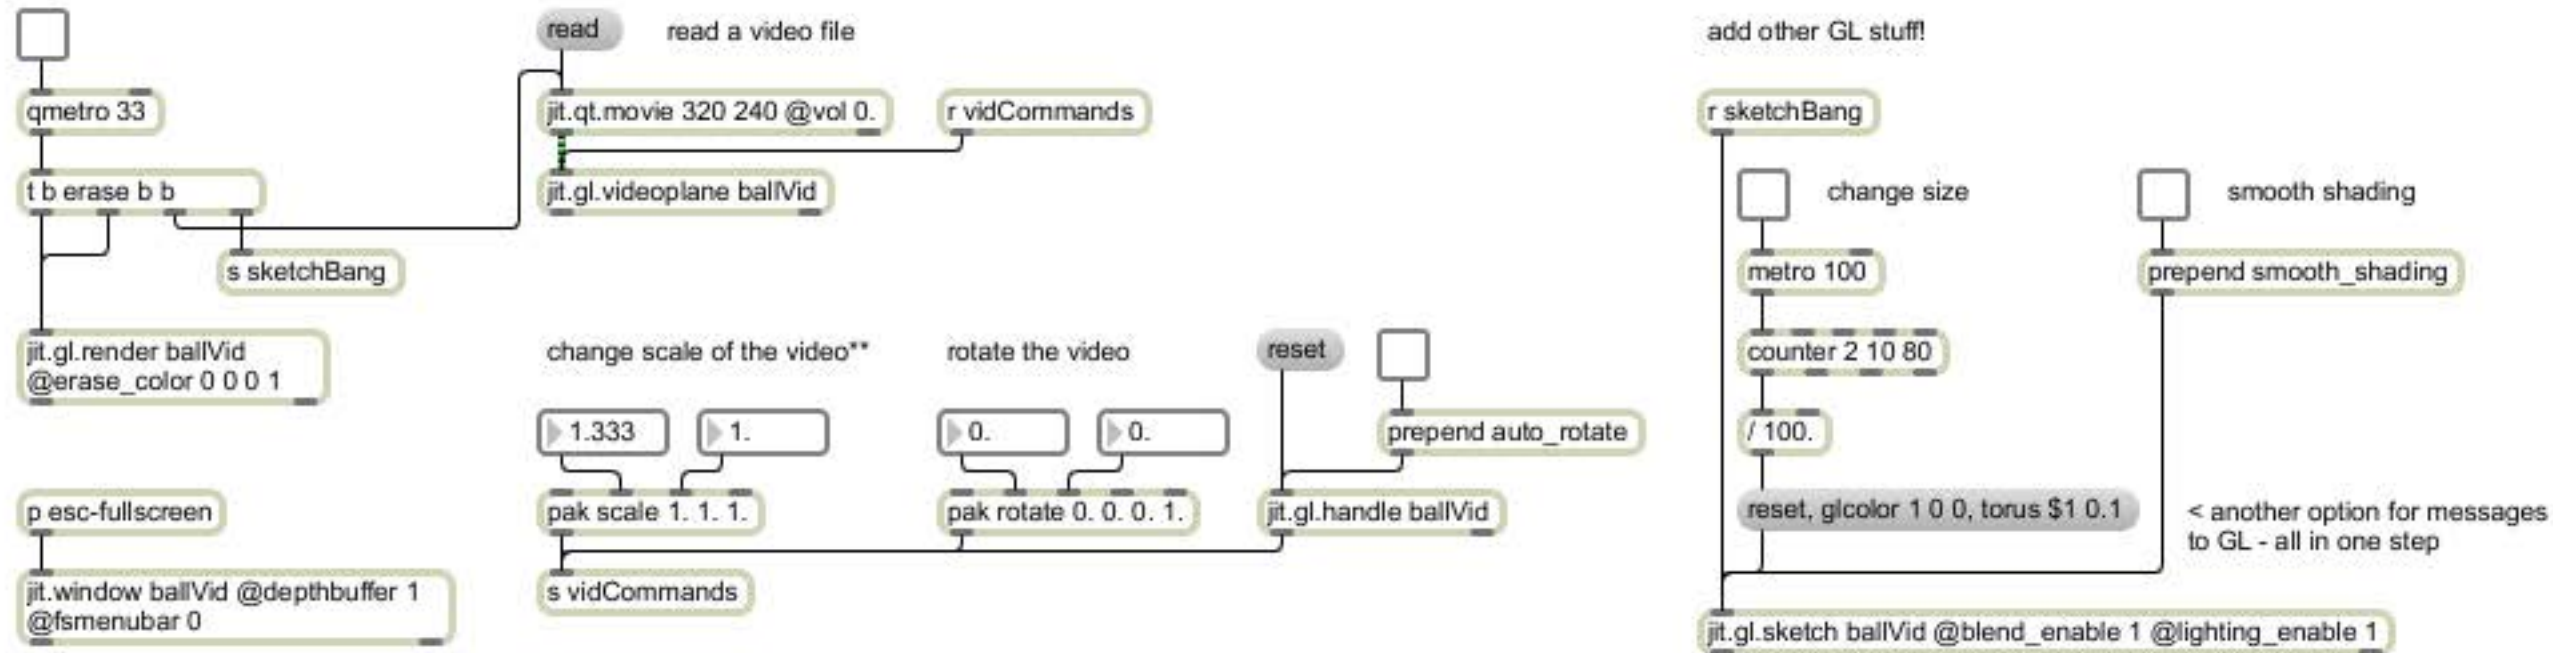 read
read a video file
add other GL stuff!
qmetro 33
jit.qt.movie 320 240 @vol 0.
r vidCommands
r sketchBang
t b erase b b
jit.gl.videoplane ballVid
change size
smooth shading
s sketchBang
metro 100
prepend smooth_shading
jit.gl.render ballVid
@erase_color 0 0 0 1
change scale of the video**
rotate the video
reset
counter 2 10 80
1.333
1.
0.
0.
prepend auto_rotate
/ 100.
p esc-fullscreen
pak scale 1. 1. 1.
pak rotate 0. 0. 0. 1.
jit.gl.handle ballVid
reset, glcolor 1 0 0, torus $1 0.1
< another option for messages
to GL - all in one step
jit.window ballVid @depthbuffer 1
@fsmenubar 0
s vidCommands
jit.gl.sketch ballVid @blend_enable 1 @lighting_enable 1